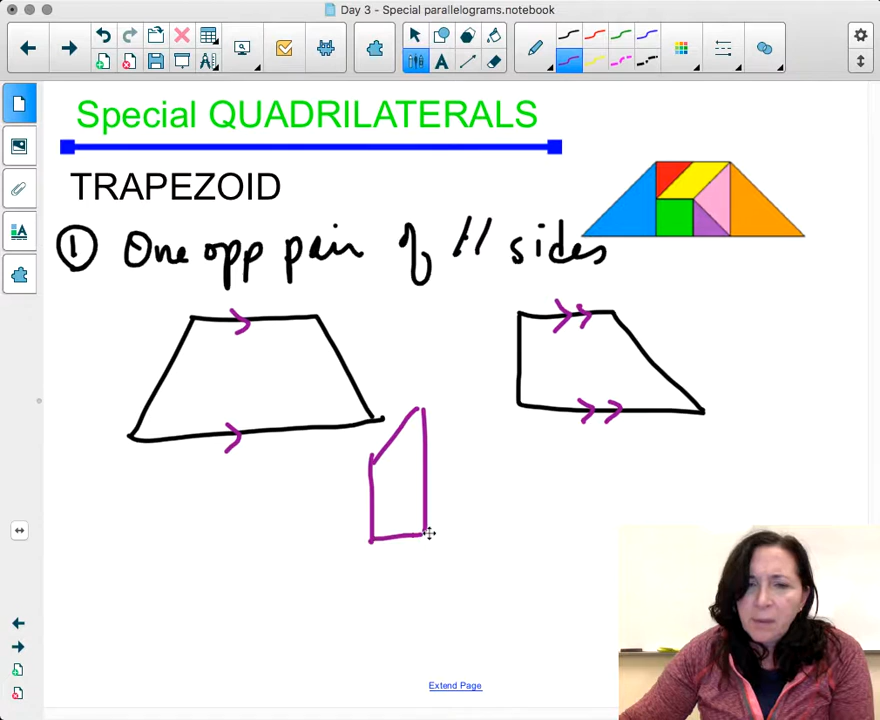 Day 3 - Special parallelograms.notebook
Special QUADRILATERALS
TRAPEZOID
① One opp pair of // sides
Extend Page